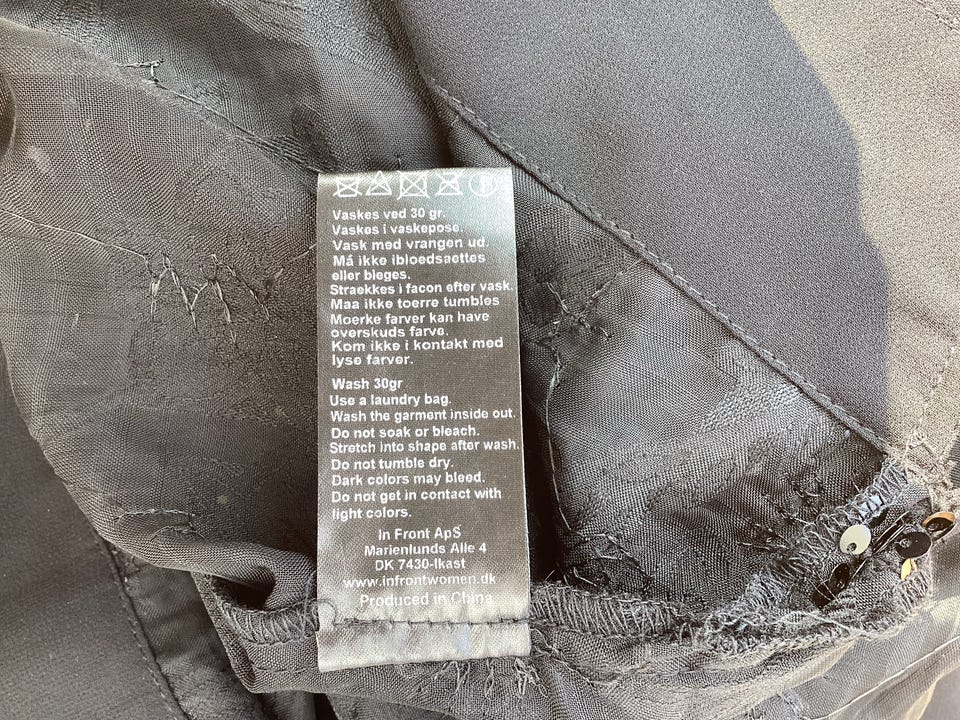 Vaskes ved 30 gr.
Vaskes i vaskepose.
Vask med vrangen ud.
Må ikke ibloedsaettes
eller bleges.
Straekkes i facon efter vask.
Maa ikke toerre tumbles
Moerke farver kan have
overskuds farve.
Kom ikke i kontakt med
lyse farver.
Wash 30gr
Use a laundry bag.
Wash the garment inside out.
Do not soak or bleach.
Stretch into shape after wash.
Do not tumble dry.
Dark colors may bleed.
Do not get in contact with
light colors.
In Front ApS
Marienlunds Alle 4
DK 7430-Ikast
www.infrontwomen.dk
Produced in China